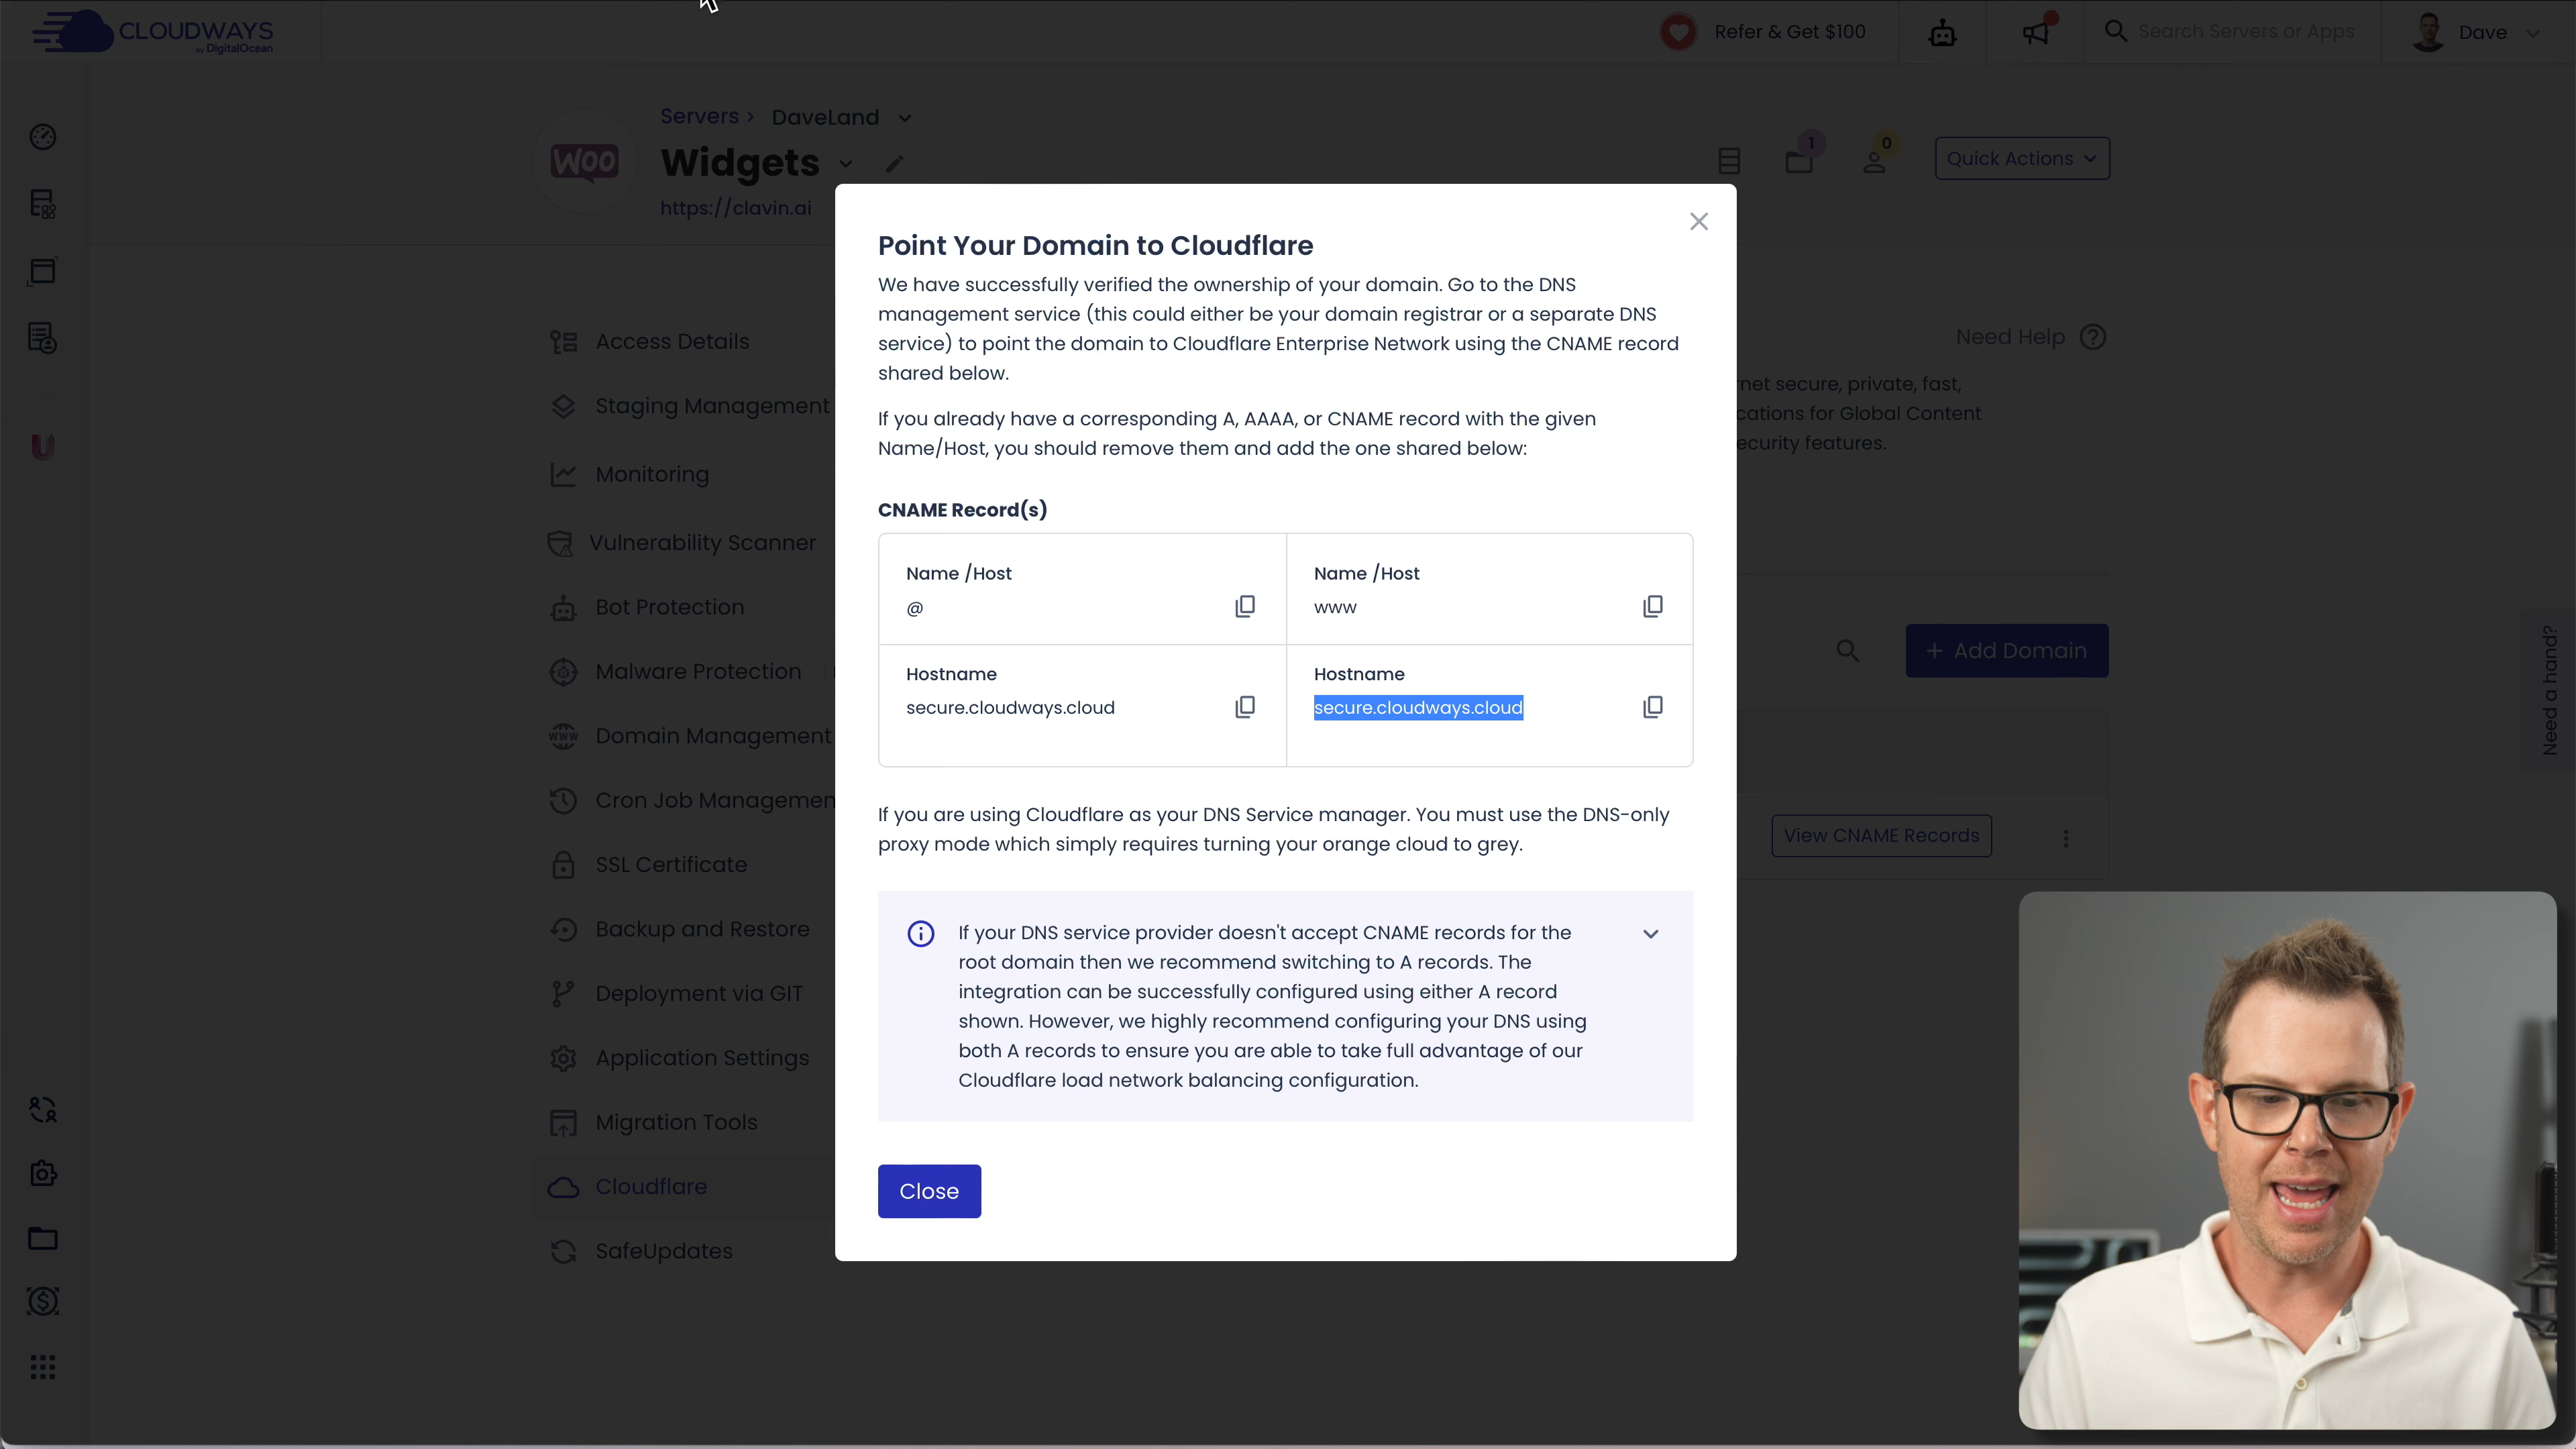 CLOUDWAYS
by DigitalOcean
Refer & Get $100
Search Servers or Apps
Dave
Servers > DaveLand
Woo
Widgets
https://clavin.ai
1
0
Quick Actions
Access Details
Staging Management
Monitoring
Vulnerability Scanner
Bot Protection
Malware Protection
Domain Management
Cron Job Managemen
SSL Certificate
Backup and Restore
Deployment via GIT
Application Settings
Migration Tools
Cloudflare
SafeUpdates
Point Your Domain to Cloudflare
We have successfully verified the ownership of your domain. Go to the DNS
management service (this could either be your domain registrar or a separate DNS
service) to point the domain to Cloudflare Enterprise Network using the CNAME record
shared below.
If you already have a corresponding A, AAAA, or CNAME record with the given
Name/Host, you should remove them and add the one shared below:
CNAME Record(s)
Name /Host
@
Name /Host
www
Hostname
secure.cloudways.cloud
Hostname
secure.cloudways.cloud
If you are using Cloudflare as your DNS Service manager. You must use the DNS-only
proxy mode which simply requires turning your orange cloud to grey.
If your DNS service provider doesn't accept CNAME records for the
root domain then we recommend switching to A records. The
integration can be successfully configured using either A record
shown. However, we highly recommend configuring your DNS using
both A records to ensure you are able to take full advantage of our
Cloudflare load network balancing configuration.
Close
Need Help
rnet secure, private, fast,
cations for Global Content
ecurity features.
+ Add Domain
View CNAME Records
Need a hand?